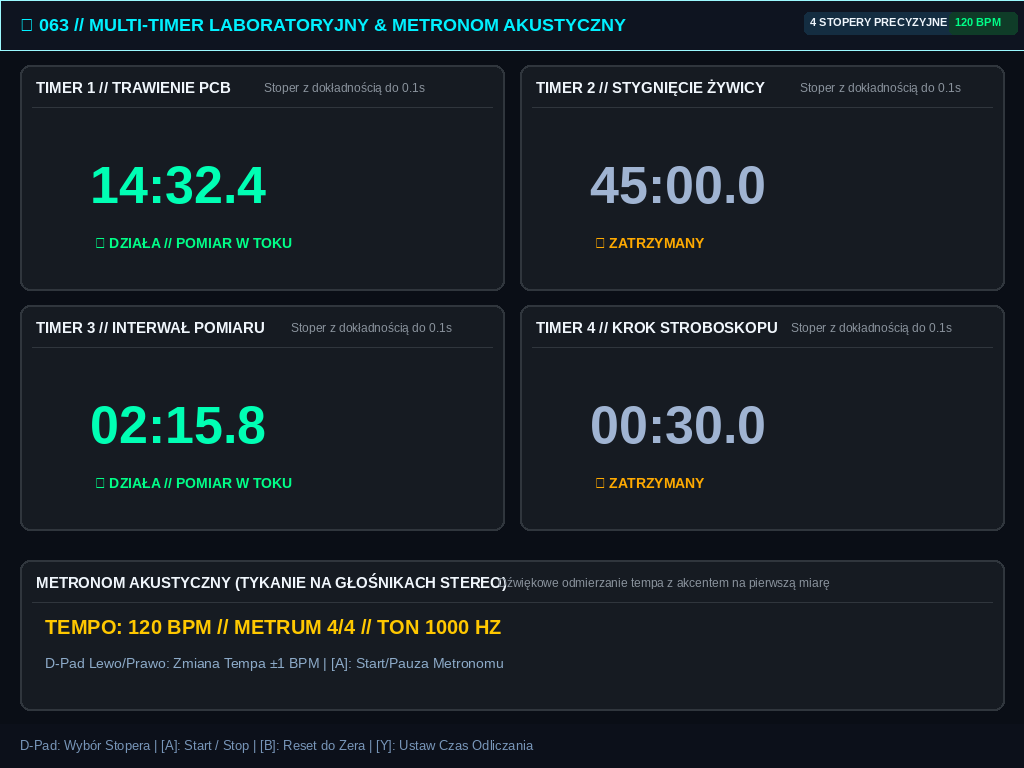 063 // MULTI-TIMER LABORATORYJNY & METRONOM AKUSTYCZNY
4 STOPERY PRECYZYJNE
120 BPM
TIMER 1 // TRAWIENIE PCB
Stoper z dokładnością do 0.1s
14:32.4
DZIAŁA // POMIAR W TOKU
TIMER 2 // STYGNIĘCIE ŻYWICY
Stoper z dokładnością do 0.1s
45:00.0
ZATRZYMANY
TIMER 3 // INTERWAŁ POMIARU
Stoper z dokładnością do 0.1s
02:15.8
DZIAŁA // POMIAR W TOKU
TIMER 4 // KROK STROBOSKOPU
Stoper z dokładnością do 0.1s
00:30.0
ZATRZYMANY
METRONOM AKUSTYCZNY (TYKANIE NA GŁOŚNIKACH STEREO)
Dźwiękowe odmierzanie tempa z akcentem na pierwszą miarę
TEMPO: 120 BPM // METRUM 4/4 // TON 1000 HZ
D-Pad Lewo/Prawo: Zmiana Tempa ±1 BPM | [A]: Start/Pauza Metronomu
D-Pad: Wybór Stopera | [A]: Start / Stop | [B]: Reset do Zera | [Y]: Ustaw Czas Odliczania